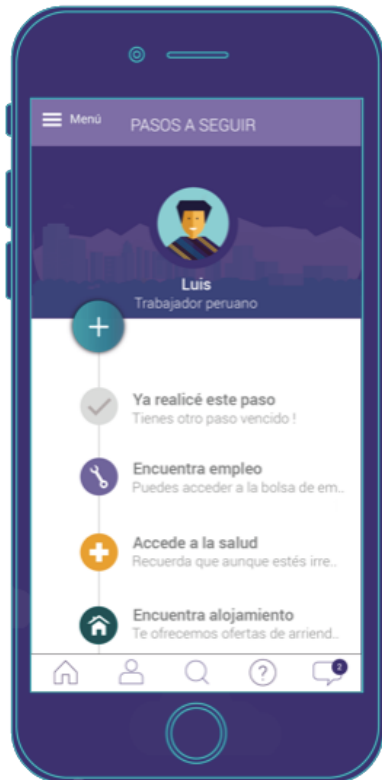 Menú
PASOS A SEGUIR
Luis
Trabajador peruano
+
Ya realicé este paso
Tienes otro paso vencido !
Encuentra empleo
Puedes acceder a la bolsa de em..
Accede a la salud
Recuerda que aunque estés irre..
Encuentra alojamiento
Te ofrecemos ofertas de arriend..
?
2